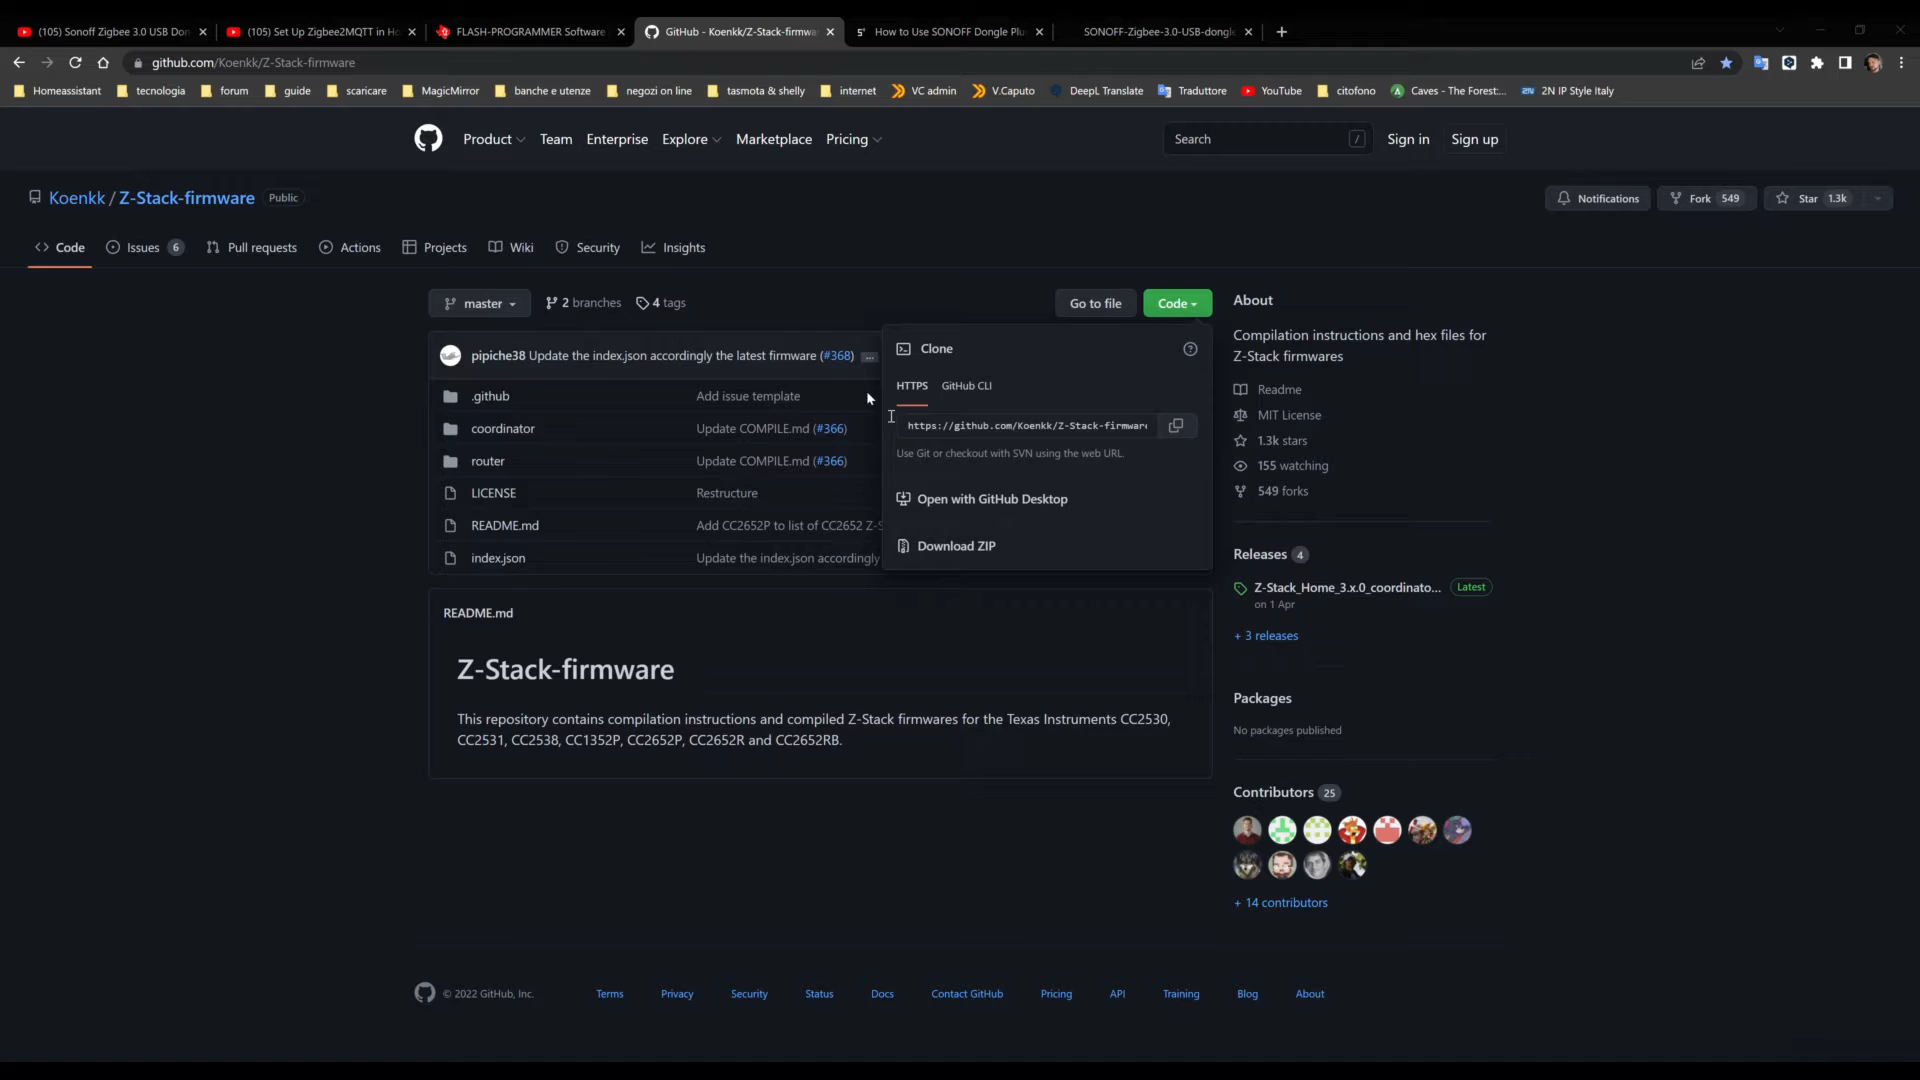 (105) Sonoff Zigbee 3.0 USB Don
(105) Set Up Zigbee2MQTT in Ho
FLASH-PROGRAMMER Software
GitHub - Koenkk/Z-Stack-firmwa
How to Use SONOFF Dongle Plu
SONOFF-Zigbee-3.0-USB-dongle
github.com/Koenkk/Z-Stack-firmware
Homeassistant
tecnologia
forum
guide
scaricare
MagicMirror
banche e utenze
negozi on line
tasmota & shelly
internet
VC admin
V.Caputo
DeepL Translate
Traduttore
YouTube
citofono
Caves - The Forest:...
2N IP Style Italy
Product
Team
Enterprise
Explore
Marketplace
Pricing
Search /
Sign in
Sign up
Koenkk / Z-Stack-firmware Public
Notifications
Fork 549
Star 1.3k
Code
Issues 6
Pull requests
Actions
Projects
Wiki
Security
Insights
master
2 branches
4 tags
Go to file
Code
pipiche38 Update the index.json accordingly the latest firmware (#368) ...
.github Add issue template
coordinator Update COMPILE.md (#366)
router Update COMPILE.md (#366)
LICENSE Restructure
README.md Add CC2652P to list of CC2652 Z-S
index.json Update the index.json accordingly
Clone
HTTPS GitHub CLI
https://github.com/Koenkk/Z-Stack-firmware
Use Git or checkout with SVN using the web URL.
Open with GitHub Desktop
Download ZIP
README.md
Z-Stack-firmware
This repository contains compilation instructions and compiled Z-Stack firmwares for the Texas Instruments CC2530,
CC2531, CC2538, CC1352P, CC2652P, CC2652R and CC2652RB.
About
Compilation instructions and hex files for
Z-Stack firmwares
Readme
MIT License
1.3k stars
155 watching
549 forks
Releases 4
Z-Stack_Home_3.x.0_coordinato... Latest
on 1 Apr
+ 3 releases
Packages
No packages published
Contributors 25
+ 14 contributors
© 2022 GitHub, Inc.
Terms
Privacy
Security
Status
Docs
Contact GitHub
Pricing
API
Training
Blog
About